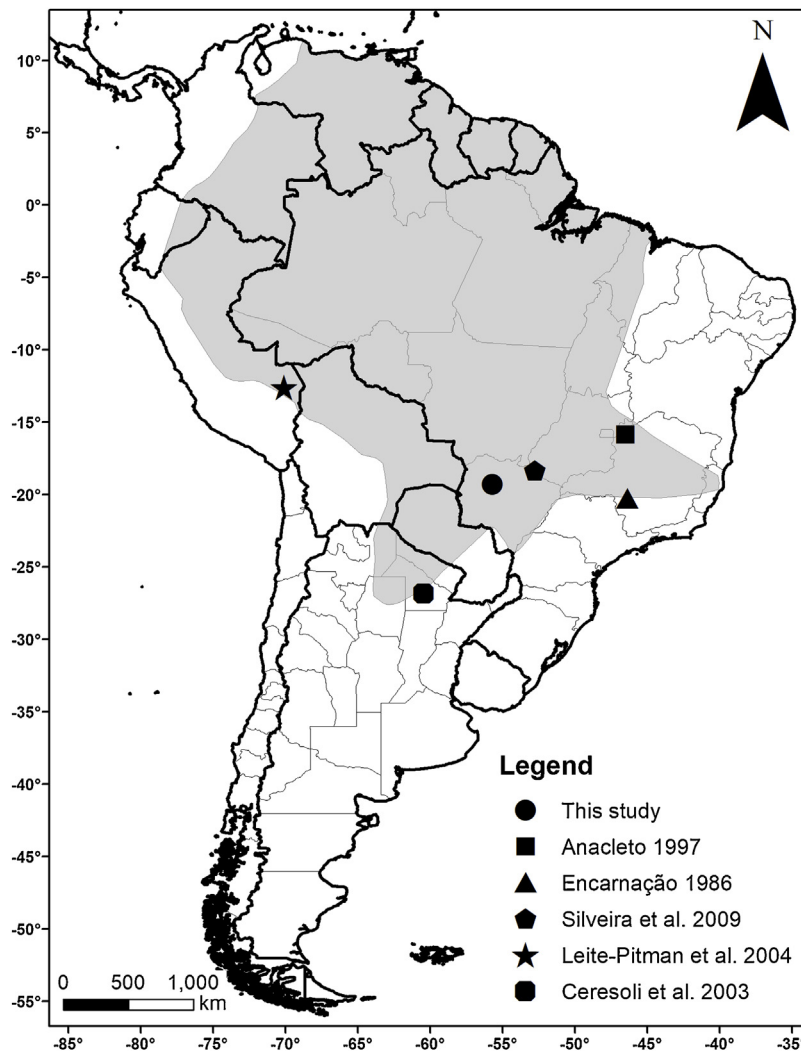 N
10°
5°
0°
-5°
-10°
-15°
-20°
-25°
-30°
-35°
-40°
-45°
-50°
-55°
Legend
This study
Anacleto 1997
Encarnação 1986
Silveira et al. 2009
Leite-Pitman et al. 2004
Ceresoli et al. 2003
0 500 1,000
km
-85° -80° -75° -70° -65° -60° -55° -50° -45° -40° -35°